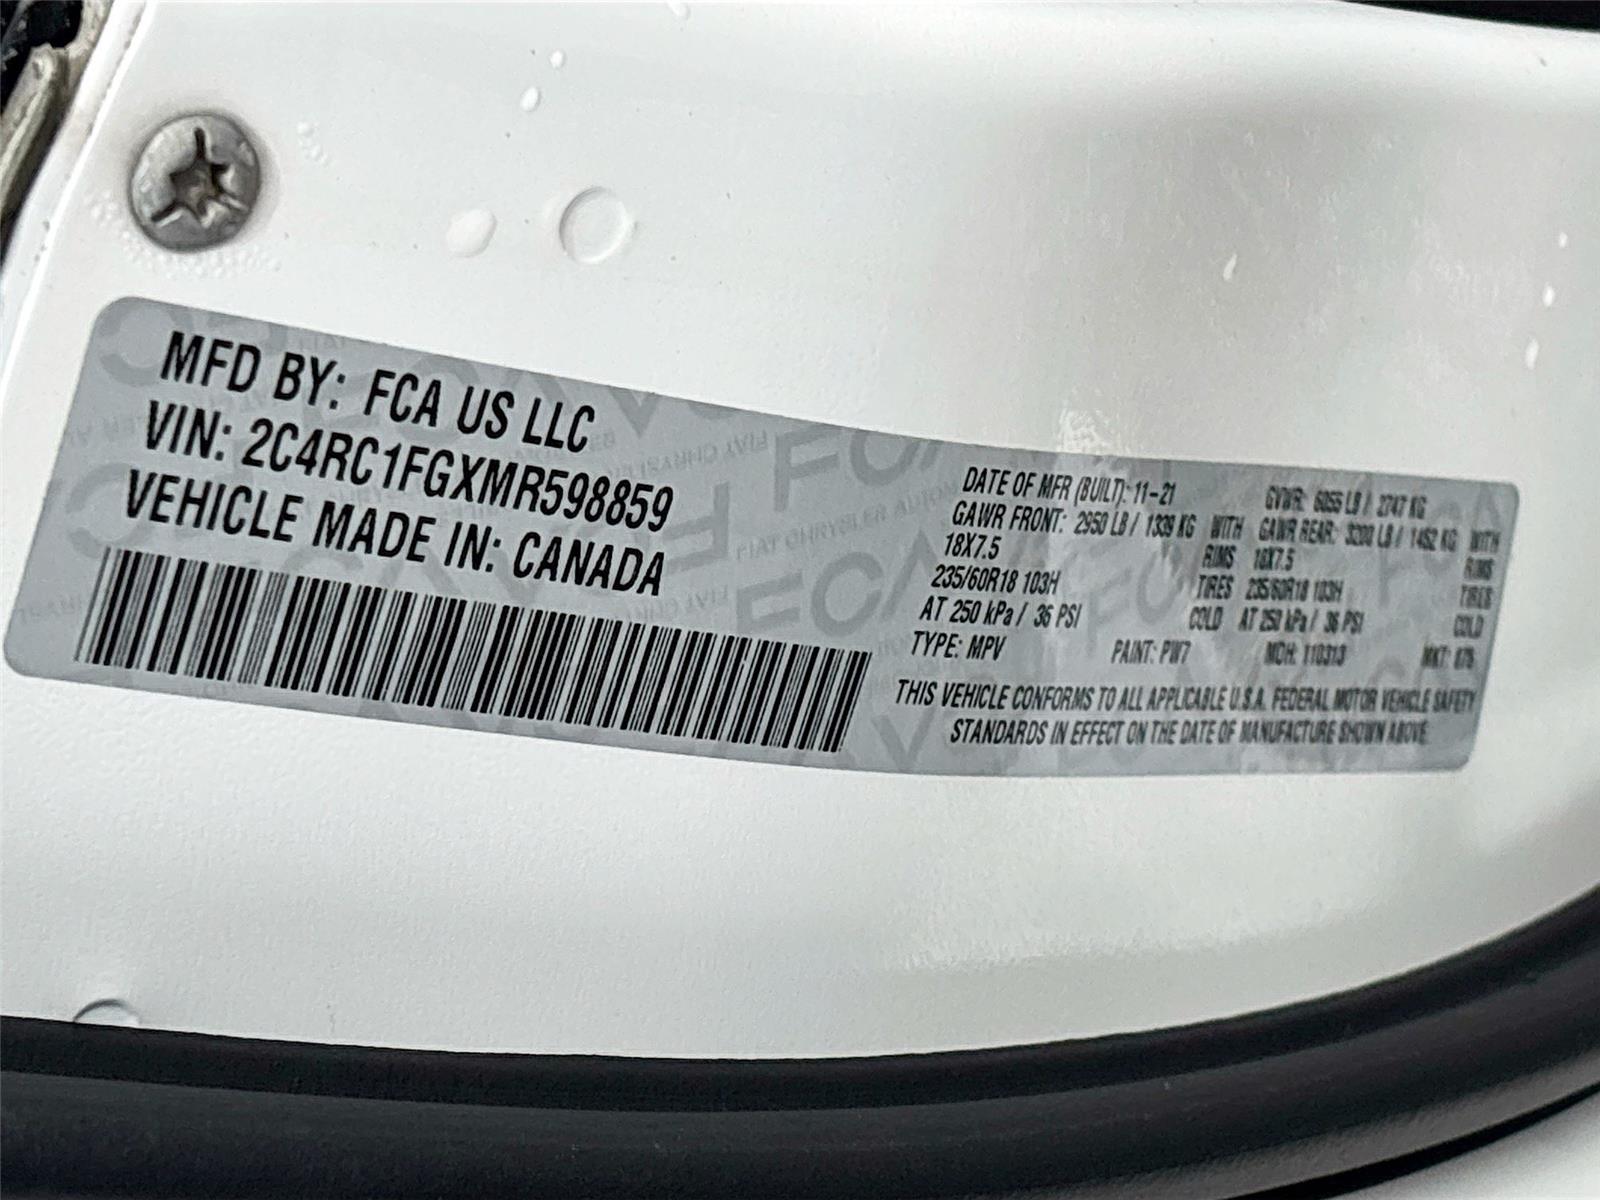 MFD BY: FCA US LLC
VIN: 2C4RC1FGXMR598859
VEHICLE MADE IN: CANADA
DATE OF MFR (BUILT): 11-21 GVWR: 6055 LB / 2747 KG
GAWR FRONT: 2950 LB / 1339 KG WITH GAWR REAR: 3200 LB / 1452 KG WITH
18X7.5 RIMS 18X7.5 RIMS
235/60R18 103H TIRES 235/60R18 103H TIRES
AT 250 kPa / 36 PSI COLD AT 250 kPa / 36 PSI COLD
TYPE: MPV PAINT: PW7 MDH: 110313
THIS VEHICLE CONFORMS TO ALL APPLICABLE U.S.A. FEDERAL MOTOR VEHICLE SAFETY
STANDARDS IN EFFECT ON THE DATE OF MANUFACTURE SHOWN ABOVE.